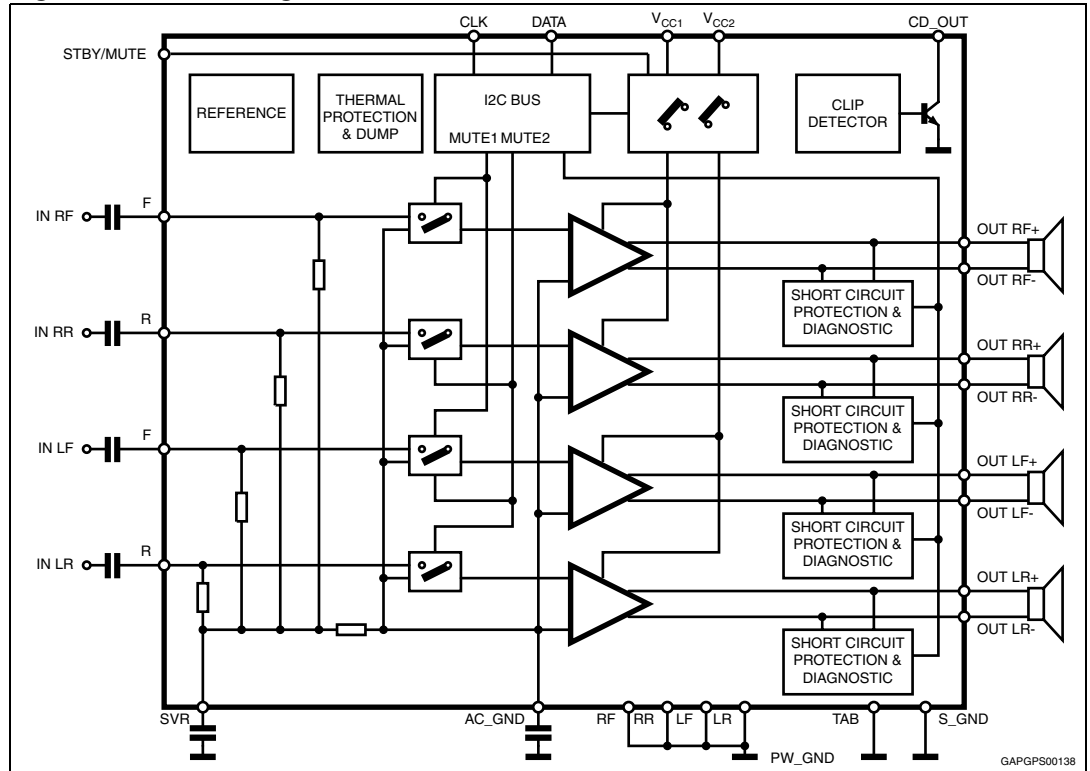 CLK DATA VCC1 VCC2 CD_OUT
STBY/MUTE
REFERENCE
THERMAL
PROTECTION
& DUMP
I2C BUS
MUTE1 MUTE2
CLIP
DETECTOR
IN RF F
OUT RF+
OUT RF-
SHORT CIRCUIT
PROTECTION &
DIAGNOSTIC
IN RR R
OUT RR+
OUT RR-
SHORT CIRCUIT
PROTECTION &
DIAGNOSTIC
IN LF F
OUT LF+
OUT LF-
SHORT CIRCUIT
PROTECTION &
DIAGNOSTIC
IN LR R
OUT LR+
OUT LR-
SHORT CIRCUIT
PROTECTION &
DIAGNOSTIC
SVR AC_GND RF RR LF LR TAB S_GND
PW_GND
GAPGPS00138